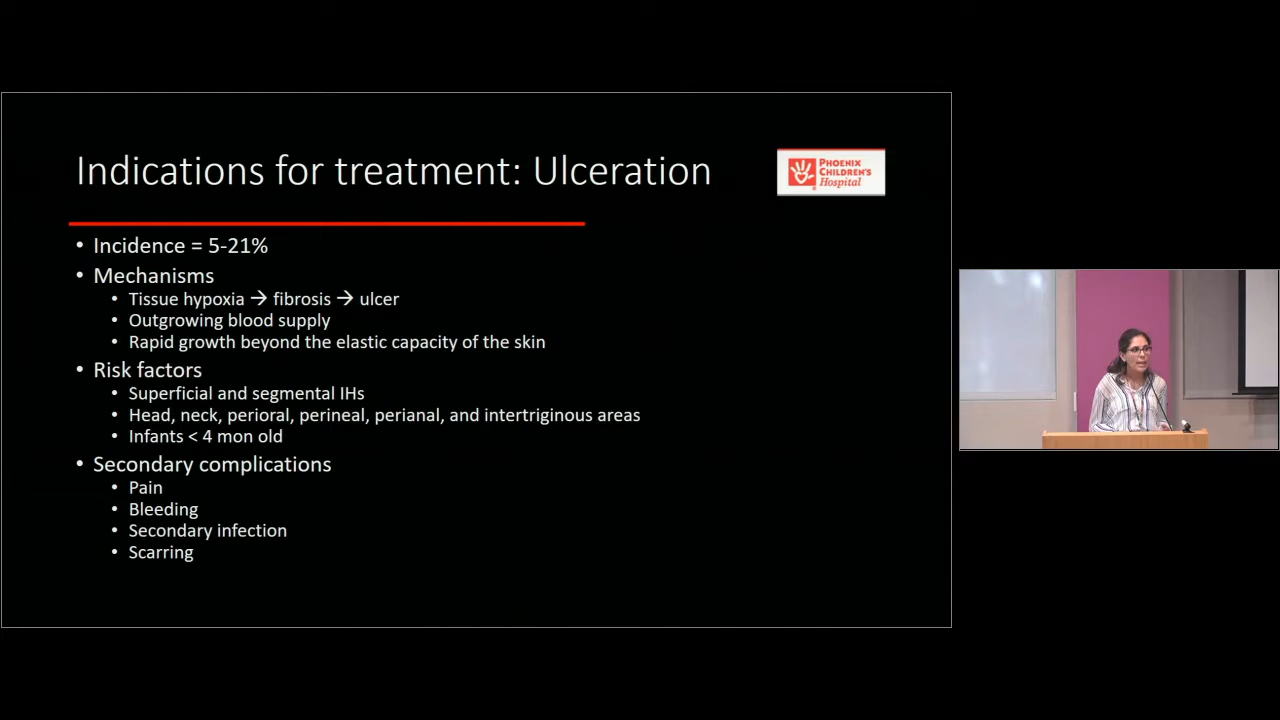 Indications for treatment: Ulceration
PHOENIX
CHILDREN'S
Hospital
• Incidence = 5-21%
• Mechanisms
• Tissue hypoxia → fibrosis → ulcer
• Outgrowing blood supply
• Rapid growth beyond the elastic capacity of the skin
• Risk factors
• Superficial and segmental IHs
• Head, neck, perioral, perineal, perianal, and intertriginous areas
• Infants < 4 mon old
• Secondary complications
• Pain
• Bleeding
• Secondary infection
• Scarring